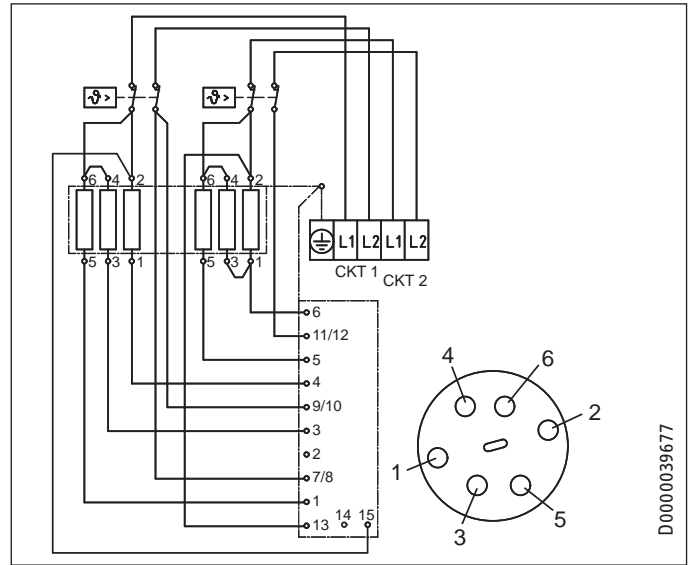 ϑ > ϑ >
6 4 2 6 4 2
5 3 1 5 3 1
L1 L2 L1 L2
CKT 1 CKT 2
6
11/12
5
4
9/10
3
2
7/8
1
13 14 15
4 6
2
1
3 5
D0000039677